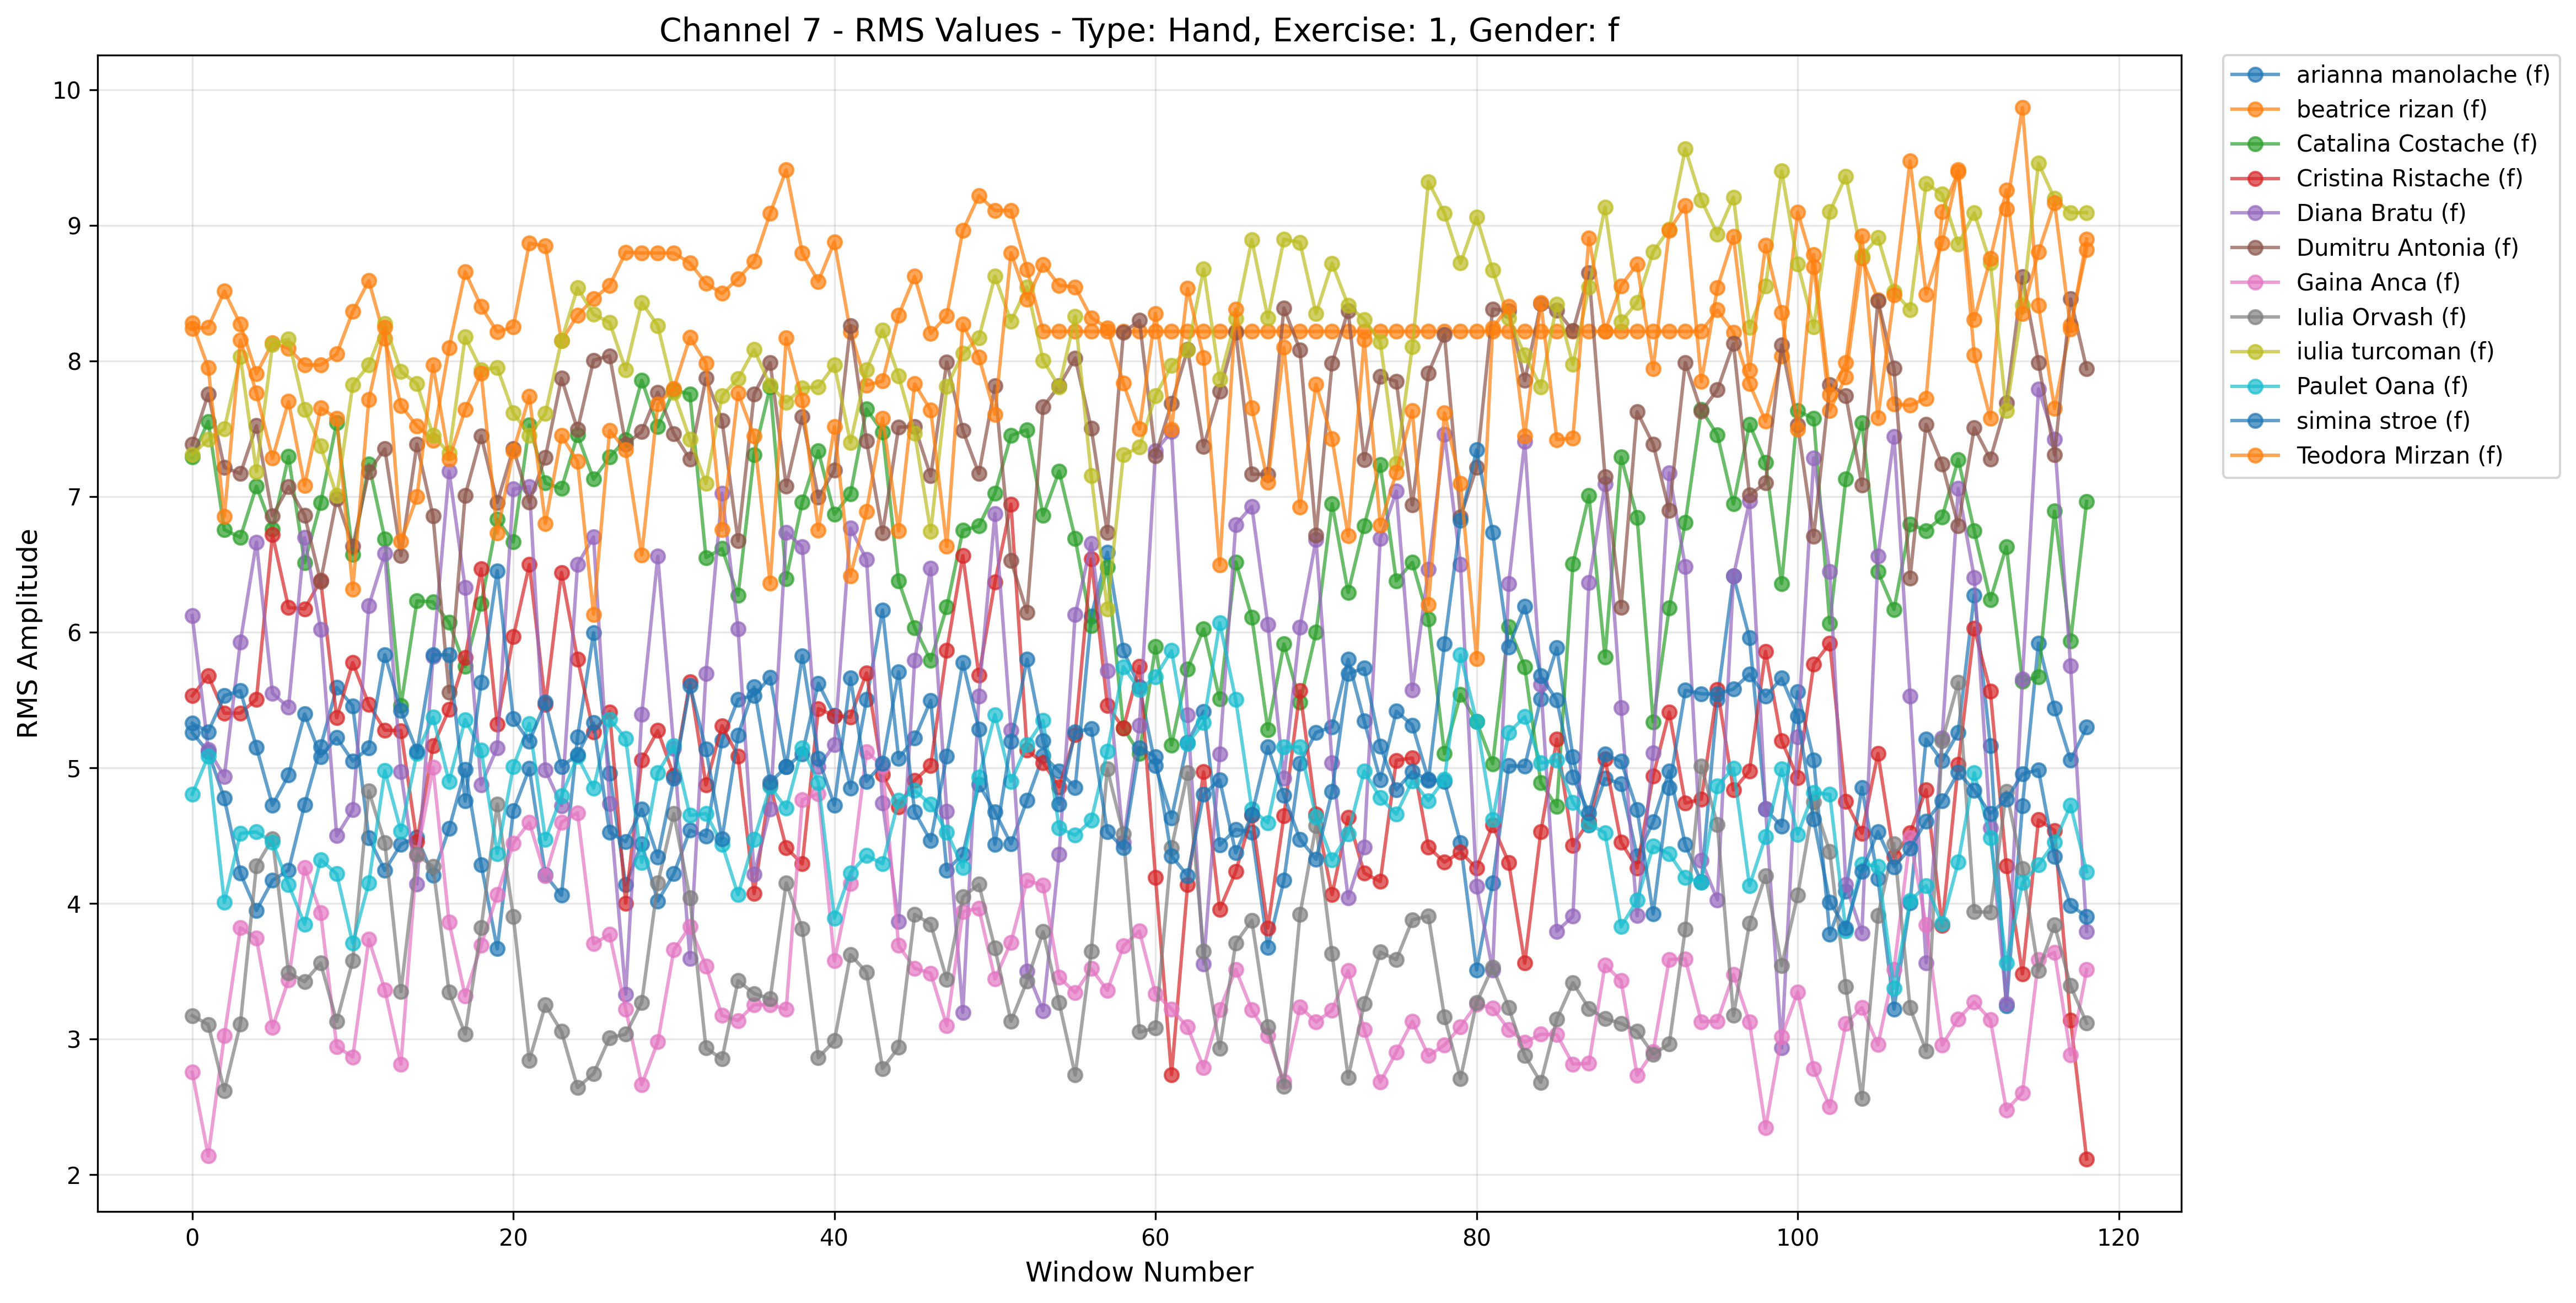 Channel 7 - RMS Values - Type: Hand, Exercise: 1, Gender: f
10
9
8
7
6
5
4
3
2
RMS Amplitude
0 20 40 60 80 100 120
Window Number
arianna manolache (f)
beatrice rizan (f)
Catalina Costache (f)
Cristina Ristache (f)
Diana Bratu (f)
Dumitru Antonia (f)
Gaina Anca (f)
Iulia Orvash (f)
iulia turcoman (f)
Paulet Oana (f)
simina stroe (f)
Teodora Mirzan (f)